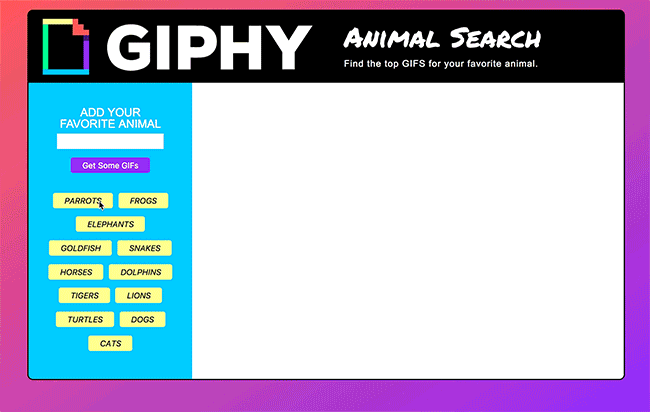 GIPHY
Animal Search
Find the top GIFS for your favorite animal.
ADD YOUR
FAVORITE ANIMAL
Get Some GIFs
PARROTS FROGS
ELEPHANTS
GOLDFISH SNAKES
HORSES DOLPHINS
TIGERS LIONS
TURTLES DOGS
CATS